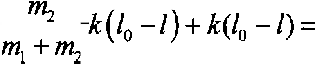 m₂/(m₁ + m₂) - k(l₀ - l) + k(l₀ - l) =